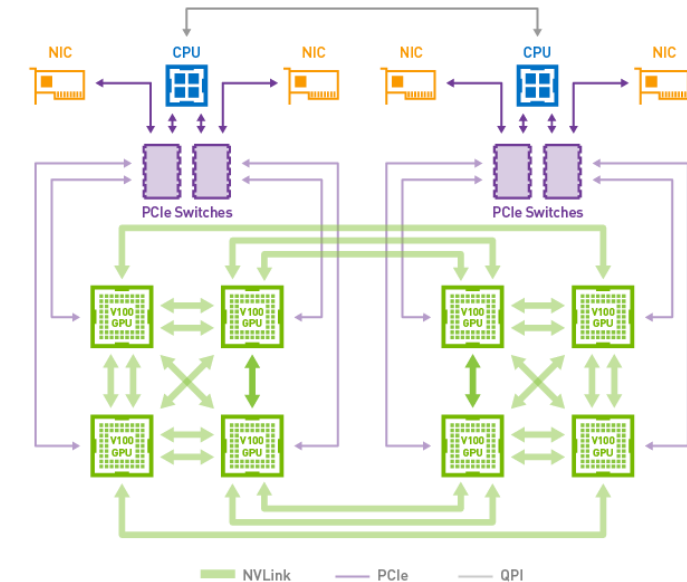 NIC
CPU
NIC
NIC
CPU
NIC
PCIe Switches
PCIe Switches
V100
GPU
V100
GPU
V100
GPU
V100
GPU
V100
GPU
V100
GPU
V100
GPU
V100
GPU
NVLink
PCIe
QPI